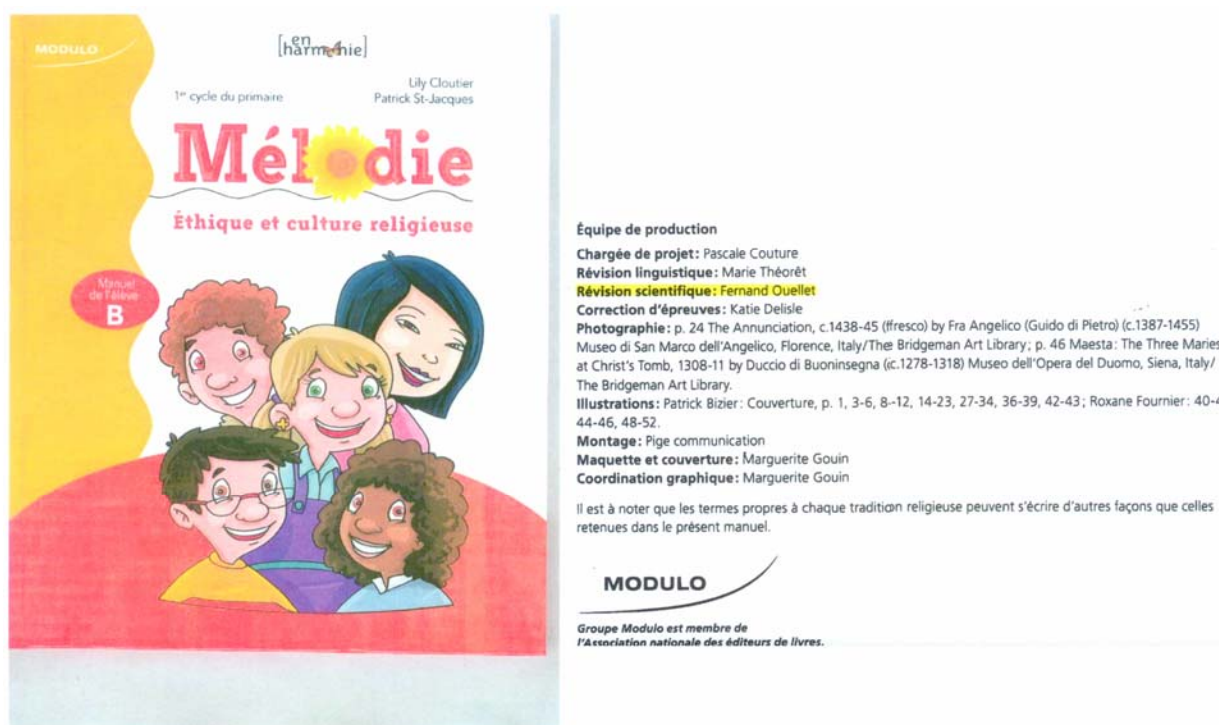 MODULO
[en harmonie]
1er cycle du primaire
Lily Cloutier
Patrick St-Jacques
Mélodie
Éthique et culture religieuse
Manuel
de l'élève
B
Équipe de production
Chargée de projet: Pascale Couture
Révision linguistique: Marie Théorêt
Révision scientifique: Fernand Ouellet
Correction d'épreuves: Katie Delisle
Photographie: p. 24 The Annunciation, c.1438-45 (ffresco) by Fra Angelico (Guido di Pietro) (c.1387-1455)
Museo di San Marco dell'Angelico, Florence, Italy/The Bridgeman Art Library; p. 46 Maesta: The Three Maries
at Christ's Tomb, 1308-11 by Duccio di Buoninsegna (c.1278-1318) Museo dell'Opera del Duomo, Siena, Italy/
The Bridgeman Art Library.
Illustrations: Patrick Bizier: Couverture, p. 1, 3-6, 8-12, 14-23, 27-34, 36-39, 42-43; Roxane Fournier: 40-4
44-46, 48-52.
Montage: Pige communication
Maquette et couverture: Marguerite Gouin
Coordination graphique: Marguerite Gouin
Il est à noter que les termes propres à chaque tradition religieuse peuvent s'écrire d'autres façons que celles
retenues dans le présent manuel.
MODULO
Groupe Modulo est membre de
l'Association nationale des éditeurs de livres.